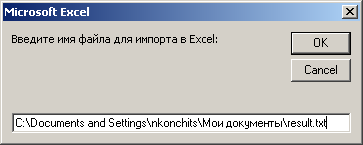 Microsoft Excel
Введите имя файла для импорта в Excel:
OK
Cancel
C:\Documents and Settings\nkonchits\Мои документы\result.txt